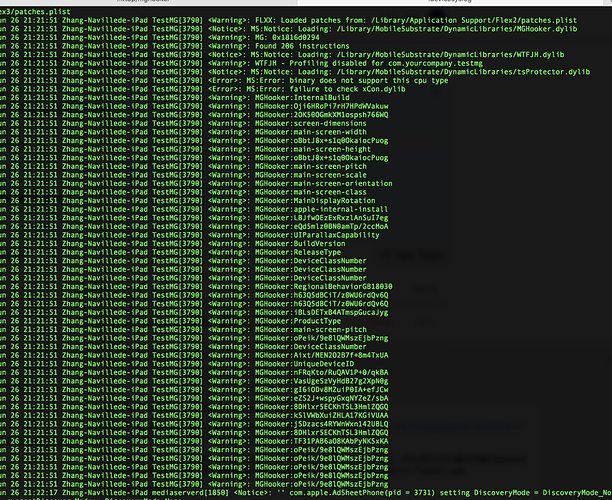 ex3/patches.plist
un 26 21:21:51 Zhang-Navillede-iPad TestMG[3790] <Warning>: FLXX: Loaded patches from: /Library/Application Support/Flex2/patches.plist
un 26 21:21:51 Zhang-Navillede-iPad TestMG[3790] <Notice>: MS:Notice: Loading: /Library/MobileSubstrate/DynamicLibraries/MGHooker.dylib
un 26 21:21:51 Zhang-Navillede-iPad TestMG[3790] <Warning>: MG: 0x18160d294
un 26 21:21:51 Zhang-Navillede-iPad TestMG[3790] <Warning>: Found 206 instructions
un 26 21:21:51 Zhang-Navillede-iPad TestMG[3790] <Notice>: MS:Notice: Loading: /Library/MobileSubstrate/DynamicLibraries/WTFJH.dylib
un 26 21:21:51 Zhang-Navillede-iPad TestMG[3790] <Warning>: WTFJH - Profiling disabled for com.yourcompany.testmg
un 26 21:21:51 Zhang-Navillede-iPad TestMG[3790] <Notice>: MS:Notice: Loading: /Library/MobileSubstrate/DynamicLibraries/tsProtector.dylib
un 26 21:21:51 Zhang-Navillede-iPad TestMG[3790] <Error>: MS:Error: binary does not support this cpu type
un 26 21:21:51 Zhang-Navillede-iPad TestMG[3790] <Error>: MS:Error: failure to check xCon.dylib
un 26 21:21:51 Zhang-Navillede-iPad TestMG[3790] <Warning>: MGHooker:InternalBuild
un 26 21:21:51 Zhang-Navillede-iPad TestMG[3790] <Warning>: MGHooker:Oji6HRoPi7rH7HPdWVakuw
un 26 21:21:51 Zhang-Navillede-iPad TestMG[3790] <Warning>: MGHooker:2OK5O0GmkXM1ospsh766WQ
un 26 21:21:51 Zhang-Navillede-iPad TestMG[3790] <Warning>: MGHooker:screen-dimensions
un 26 21:21:51 Zhang-Navillede-iPad TestMG[3790] <Warning>: MGHooker:main-screen-width
un 26 21:21:51 Zhang-Navillede-iPad TestMG[3790] <Warning>: MGHooker:oBbtJ8x+s1q0OkaiocPuog
un 26 21:21:51 Zhang-Navillede-iPad TestMG[3790] <Warning>: MGHooker:main-screen-height
un 26 21:21:51 Zhang-Navillede-iPad TestMG[3790] <Warning>: MGHooker:oBbtJ8x+s1q0OkaiocPuog
un 26 21:21:51 Zhang-Navillede-iPad TestMG[3790] <Warning>: MGHooker:main-screen-pitch
un 26 21:21:51 Zhang-Navillede-iPad TestMG[3790] <Warning>: MGHooker:main-screen-scale
un 26 21:21:51 Zhang-Navillede-iPad TestMG[3790] <Warning>: MGHooker:main-screen-orientation
un 26 21:21:51 Zhang-Navillede-iPad TestMG[3790] <Warning>: MGHooker:main-screen-class
un 26 21:21:51 Zhang-Navillede-iPad TestMG[3790] <Warning>: MGHooker:MainDisplayRotation
un 26 21:21:51 Zhang-Navillede-iPad TestMG[3790] <Warning>: MGHooker:apple-internal-install
un 26 21:21:51 Zhang-Navillede-iPad TestMG[3790] <Warning>: MGHooker:LBJfwOEzExRxzlAnSuI7eg
un 26 21:21:51 Zhang-Navillede-iPad TestMG[3790] <Warning>: MGHooker:eQd5mlz0BN0amTp/2ccMoA
un 26 21:21:51 Zhang-Navillede-iPad TestMG[3790] <Warning>: MGHooker:UIParallaxCapability
un 26 21:21:51 Zhang-Navillede-iPad TestMG[3790] <Warning>: MGHooker:BuildVersion
un 26 21:21:51 Zhang-Navillede-iPad TestMG[3790] <Warning>: MGHooker:ReleaseType
un 26 21:21:51 Zhang-Navillede-iPad TestMG[3790] <Warning>: MGHooker:DeviceClassNumber
un 26 21:21:51 Zhang-Navillede-iPad TestMG[3790] <Warning>: MGHooker:DeviceClassNumber
un 26 21:21:51 Zhang-Navillede-iPad TestMG[3790] <Warning>: MGHooker:DeviceClassNumber
un 26 21:21:51 Zhang-Navillede-iPad TestMG[3790] <Warning>: MGHooker:RegionalBehaviorGB18030
un 26 21:21:51 Zhang-Navillede-iPad TestMG[3790] <Warning>: MGHooker:h63QSdBCiT/z0WU6rdQv6Q
un 26 21:21:51 Zhang-Navillede-iPad TestMG[3790] <Warning>: MGHooker:h63QSdBCiT/z0WU6rdQv6Q
un 26 21:21:51 Zhang-Navillede-iPad TestMG[3790] <Warning>: MGHooker:iBLsDETxB4ATmspGucaJyg
un 26 21:21:51 Zhang-Navillede-iPad TestMG[3790] <Warning>: MGHooker:ProductType
un 26 21:21:51 Zhang-Navillede-iPad TestMG[3790] <Warning>: MGHooker:main-screen-pitch
un 26 21:21:51 Zhang-Navillede-iPad TestMG[3790] <Warning>: MGHooker:oPeik/9e8lQWMszEjbPzng
un 26 21:21:51 Zhang-Navillede-iPad TestMG[3790] <Warning>: MGHooker:DeviceClassNumber
un 26 21:21:51 Zhang-Navillede-iPad TestMG[3790] <Warning>: MGHooker:Aixt/MEN2O2B7f+8m4TxUA
un 26 21:21:51 Zhang-Navillede-iPad TestMG[3790] <Warning>: MGHooker:UniqueDeviceID
un 26 21:21:51 Zhang-Navillede-iPad TestMG[3790] <Warning>: MGHooker:nFRqKto/RuQAV1P+0/qkBA
un 26 21:21:51 Zhang-Navillede-iPad TestMG[3790] <Warning>: MGHooker:VasUgeSzVyHdB27g2XpN0g
un 26 21:21:51 Zhang-Navillede-iPad TestMG[3790] <Warning>: MGHooker:gI6iODv8MZuiP0IA+efJCw
un 26 21:21:51 Zhang-Navillede-iPad TestMG[3790] <Warning>: MGHooker:eZS2J+wspyGxqNYZeZ/sbA
un 26 21:21:51 Zhang-Navillede-iPad TestMG[3790] <Warning>: MGHooker:8DHlxr5ECKhTSL3HmlZQGQ
un 26 21:21:51 Zhang-Navillede-iPad TestMG[3790] <Warning>: MGHooker:k5lVWbXuiZHLA17KGiVUAA
un 26 21:21:51 Zhang-Navillede-iPad TestMG[3790] <Warning>: MGHooker:j5Dzacs4RYWnWxn142UBLQ
un 26 21:21:51 Zhang-Navillede-iPad TestMG[3790] <Warning>: MGHooker:8DHlxr5ECKhTSL3HmlZQGQ
un 26 21:21:51 Zhang-Navillede-iPad TestMG[3790] <Warning>: MGHooker:TF31PAB6aO8KAbPyNKSxKA
un 26 21:21:51 Zhang-Navillede-iPad TestMG[3790] <Warning>: MGHooker:oPeik/9e8lQWMszEjbPzng
un 26 21:21:51 Zhang-Navillede-iPad TestMG[3790] <Warning>: MGHooker:oPeik/9e8lQWMszEjbPzng
un 26 21:21:51 Zhang-Navillede-iPad TestMG[3790] <Warning>: MGHooker:oPeik/9e8lQWMszEjbPzng
un 26 21:22:17 Zhang-Navillede-iPad mediaserverd[1850] <Notice>: '' com.apple.AdSheetPhone(pid = 3731) setting DiscoveryMode = DiscoveryMode_No